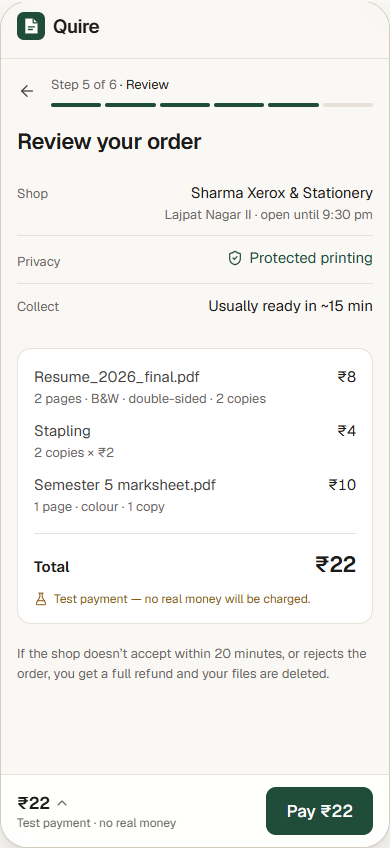 Quire
Step 5 of 6 · Review
Review your order
Shop
Sharma Xerox & Stationery
Lajpat Nagar II · open until 9:30 pm
Privacy
Protected printing
Collect
Usually ready in ~15 min
Resume_2026_final.pdf
₹8
2 pages · B&W · double-sided · 2 copies
Stapling
₹4
2 copies × ₹2
Semester 5 marksheet.pdf
₹10
1 page · colour · 1 copy
Total
₹22
Test payment — no real money will be charged.
If the shop doesn't accept within 20 minutes, or rejects the
order, you get a full refund and your files are deleted.
₹22
Test payment · no real money
Pay ₹22